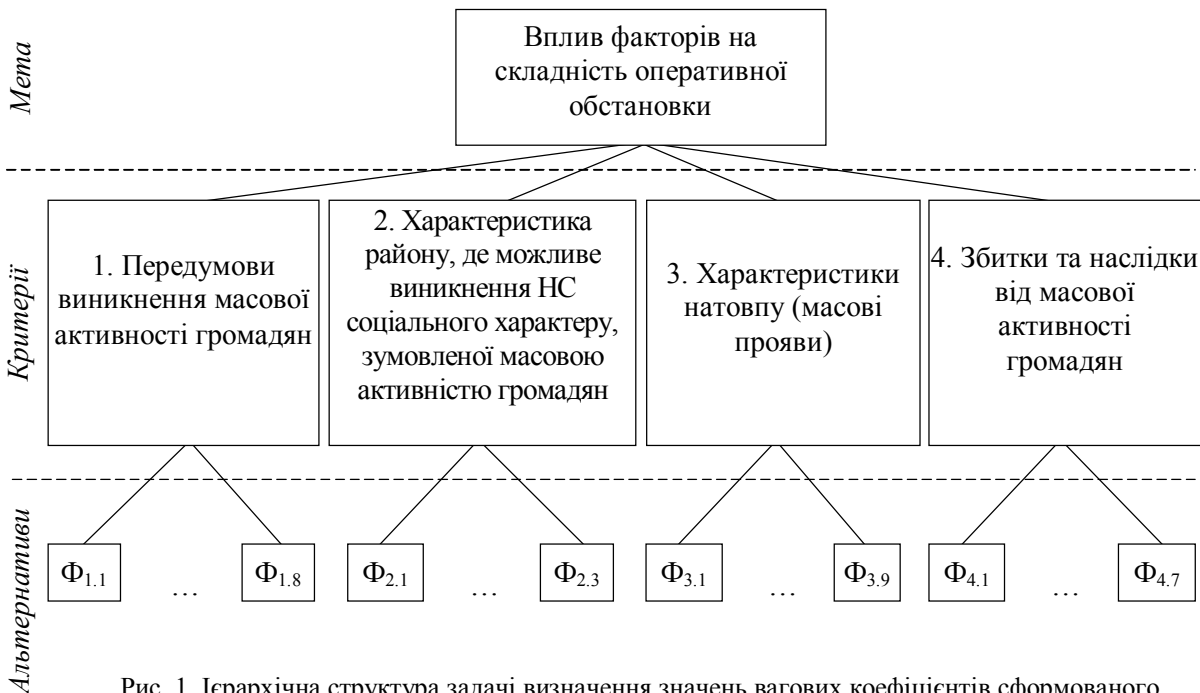 Мета
Вплив факторів на
складність оперативної
обстановки
Критерії
1. Передумови
виникнення масової
активності громадян
2. Характеристика
району, де можливе
виникнення НС
соціального характеру,
зумовленої масовою
активністю громадян
3. Характеристики
натовпу (масові
прояви)
4. Збитки та наслідки
від масової
активності
громадян
Альтернативи
Ф1.1 … Ф1.8 Ф2.1 … Ф2.3 Ф3.1 … Ф3.9 Ф4.1 … Ф4.7
Рис. 1. Ієрархічна структура задачі визначення значень вагових коефіцієнтів сформованого